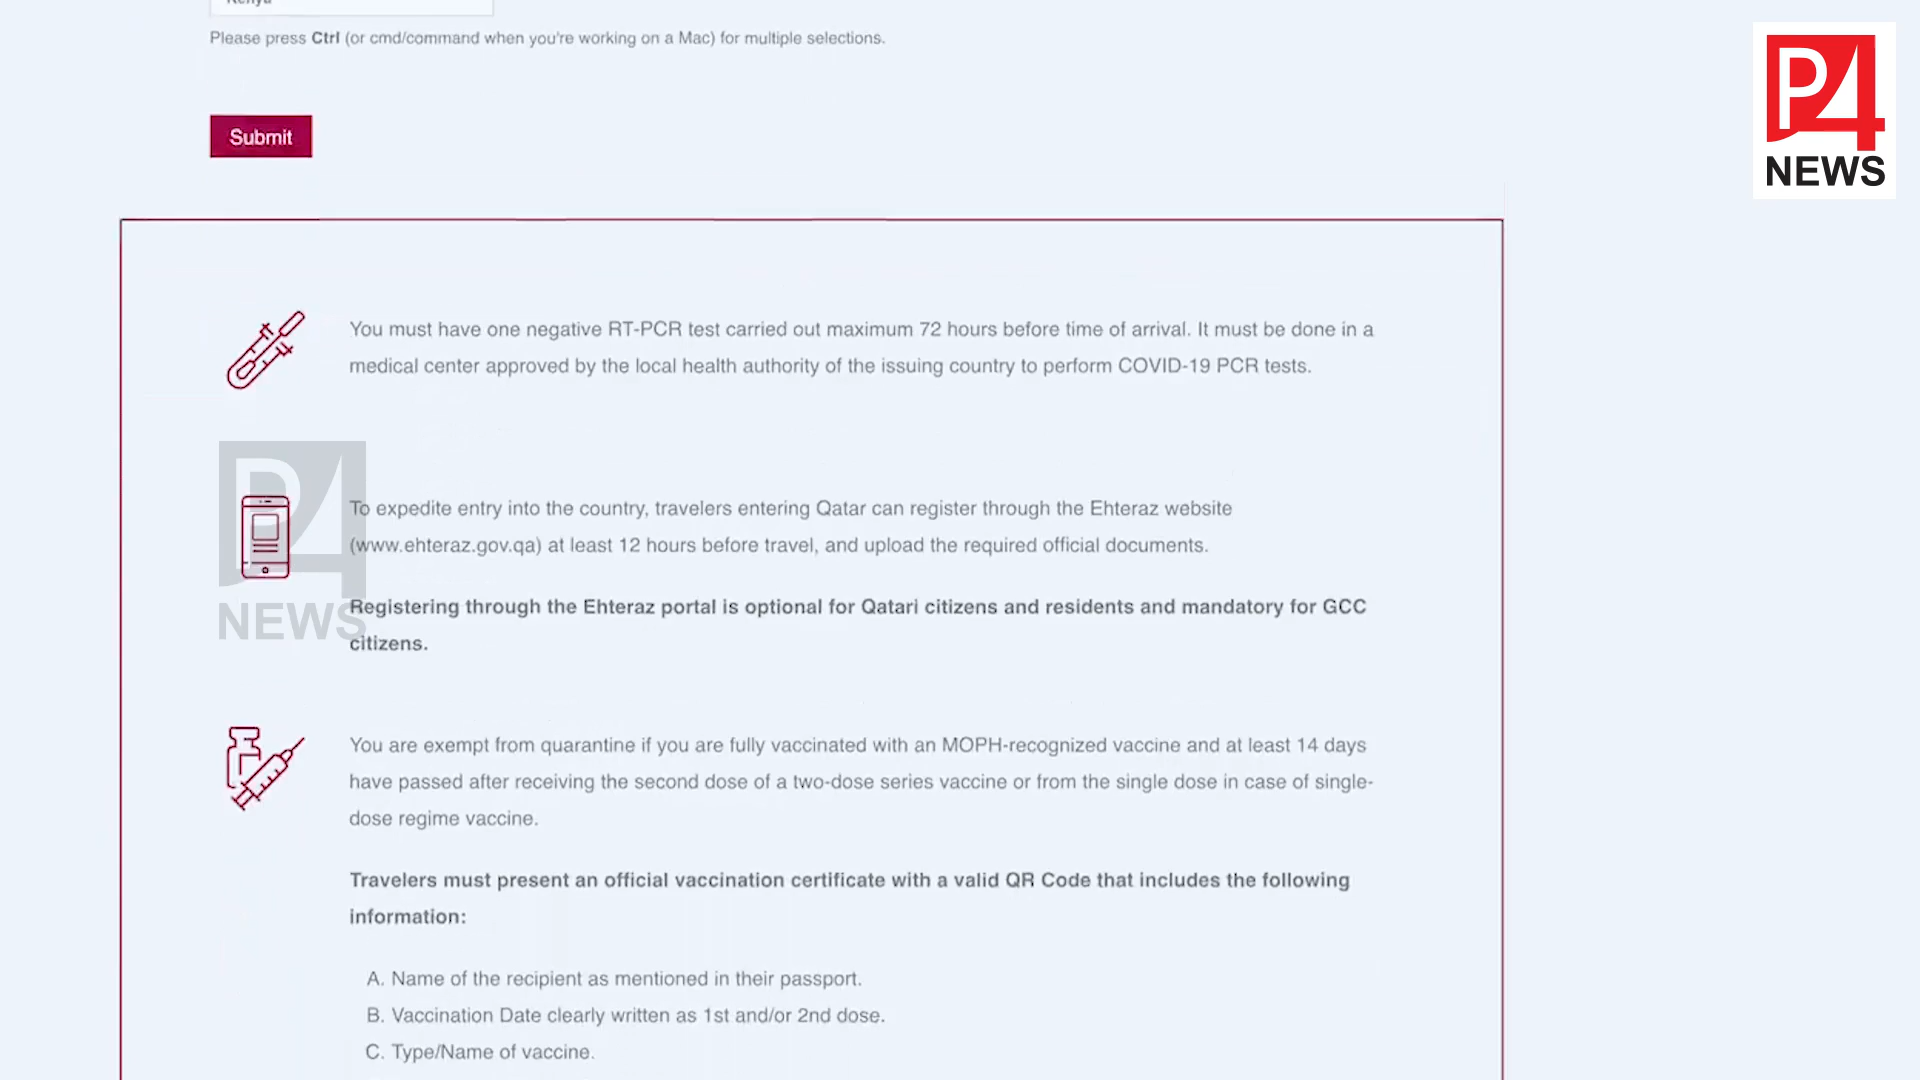 Kenya
Please press Ctrl (or cmd/command when you're working on a Mac) for multiple selections.
Submit
P4
NEWS
You must have one negative RT-PCR test carried out maximum 72 hours before time of arrival. It must be done in a
medical center approved by the local health authority of the issuing country to perform COVID-19 PCR tests.
P4
NEWS
To expedite entry into the country, travelers entering Qatar can register through the Ehteraz website
(www.ehteraz.gov.qa) at least 12 hours before travel, and upload the required official documents.
Registering through the Ehteraz portal is optional for Qatari citizens and residents and mandatory for GCC
citizens.
You are exempt from quarantine if you are fully vaccinated with an MOPH-recognized vaccine and at least 14 days
have passed after receiving the second dose of a two-dose series vaccine or from the single dose in case of single-
dose regime vaccine.
Travelers must present an official vaccination certificate with a valid QR Code that includes the following
information:
A. Name of the recipient as mentioned in their passport.
B. Vaccination Date clearly written as 1st and/or 2nd dose.
C. Type/Name of vaccine.